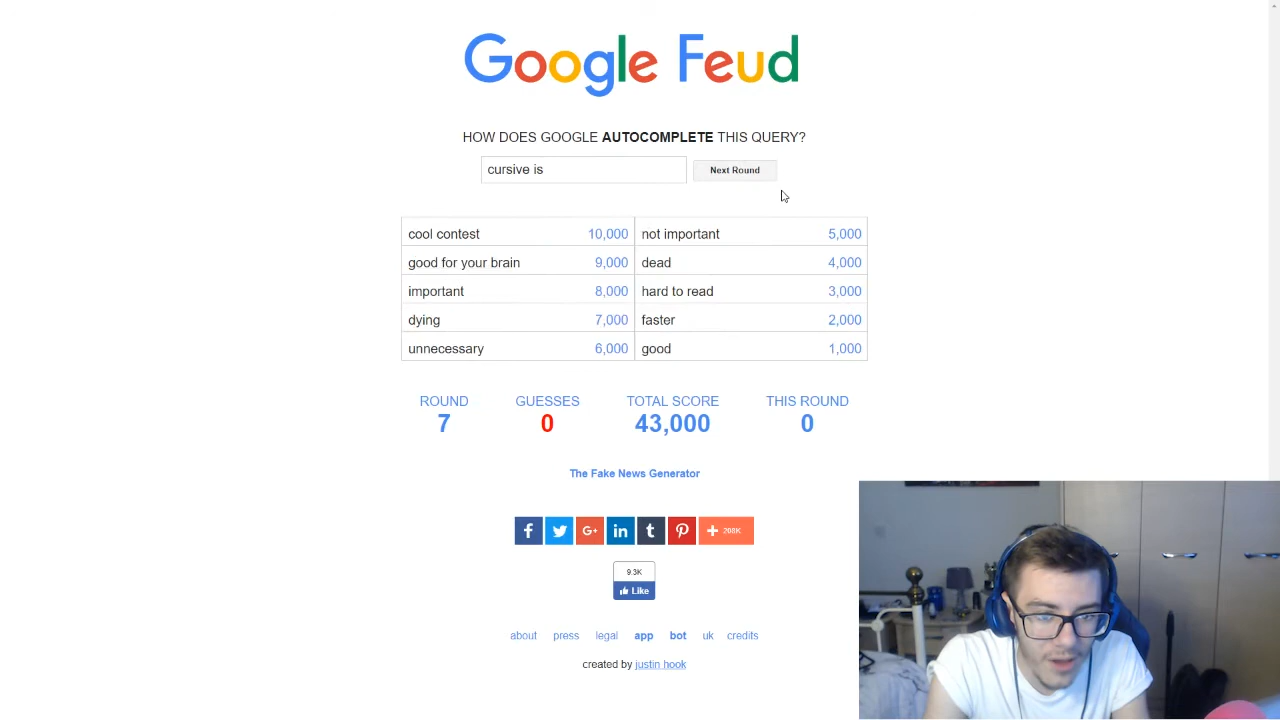 Google Feud
HOW DOES GOOGLE AUTOCOMPLETE THIS QUERY?
cursive is
Next Round
cool contest 10,000 not important 5,000
good for your brain 9,000 dead 4,000
important 8,000 hard to read 3,000
dying 7,000 faster 2,000
unnecessary 6,000 good 1,000
ROUND GUESSES TOTAL SCORE THIS ROUND
7 0 43,000 0
The Fake News Generator
f G+ in t + 208K
9.3K
Like
about press legal app bot uk credits
created by justin hook